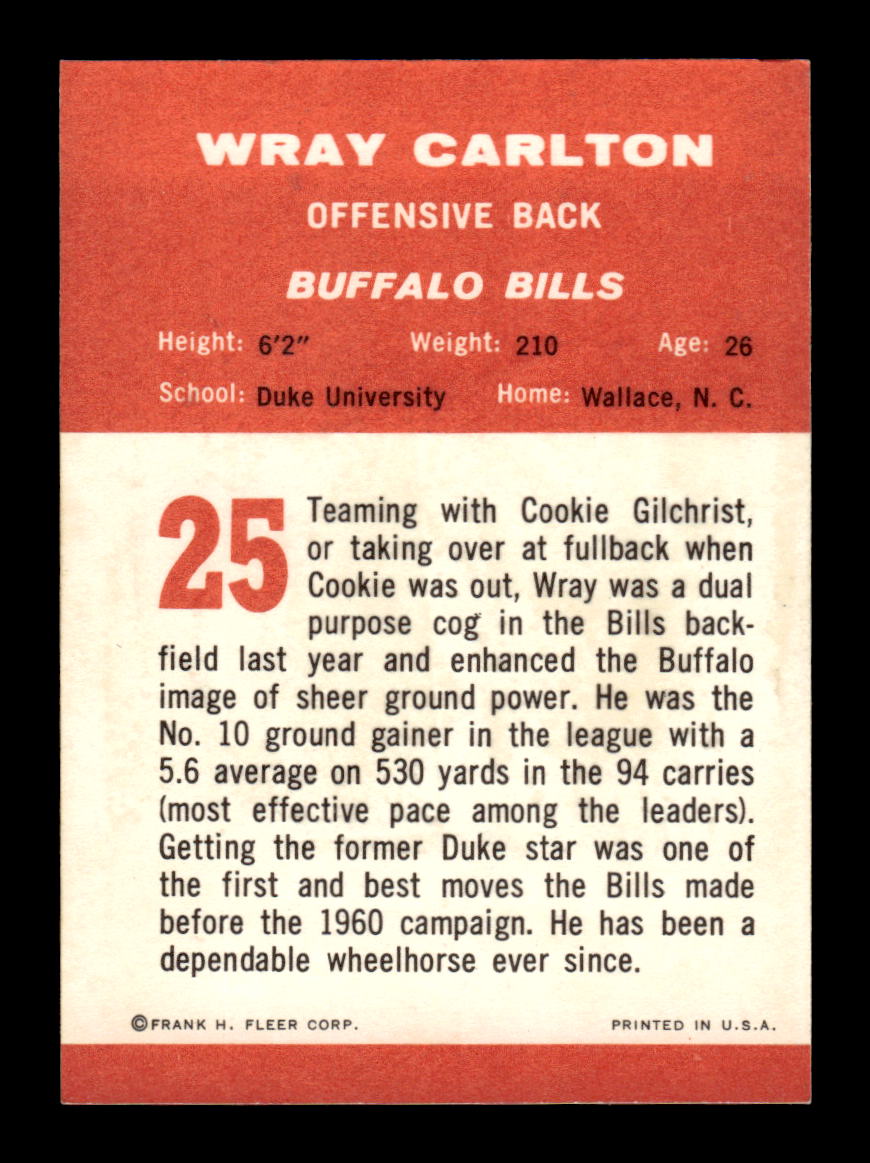 WRAY CARLTON
OFFENSIVE BACK
BUFFALO BILLS
Height: 6'2" Weight: 210 Age: 26
School: Duke University Home: Wallace, N. C.
25
Teaming with Cookie Gilchrist,
or taking over at fullback when
Cookie was out, Wray was a dual
purpose cog in the Bills back-
field last year and enhanced the Buffalo
image of sheer ground power. He was the
No. 10 ground gainer in the league with a
5.6 average on 530 yards in the 94 carries
(most effective pace among the leaders).
Getting the former Duke star was one of
the first and best moves the Bills made
before the 1960 campaign. He has been a
dependable wheelhorse ever since.
©FRANK H. FLEER CORP. PRINTED IN U.S.A.